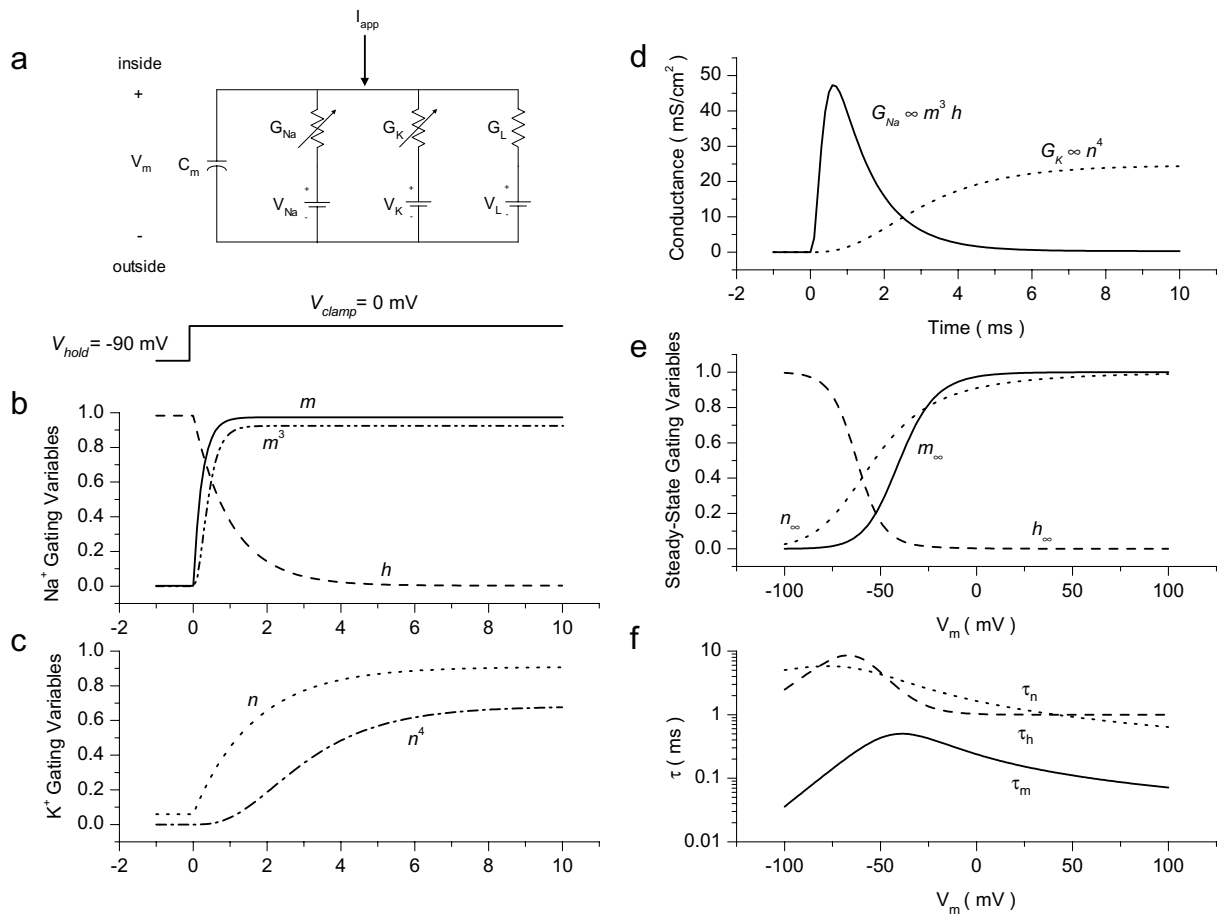 a
I_app
inside
+
V_m
-
outside
C_m
G_Na
G_K
G_L
+
V_Na
-
+
V_K
-
+
V_L
-
V_clamp = 0 mV
V_hold = -90 mV
b
Na⁺ Gating Variables
1.0
0.8
0.6
0.4
0.2
0.0
m
m³
h
-2 0 2 4 6 8 10
c
K⁺ Gating Variables
1.0
0.8
0.6
0.4
0.2
0.0
n
n⁴
-2 0 2 4 6 8 10
d
Conductance ( mS/cm² )
50
40
30
20
10
0
G_Na ∞ m³ h
G_K ∞ n⁴
-2 0 2 4 6 8 10
Time ( ms )
e
Steady-State Gating Variables
1.0
0.8
0.6
0.4
0.2
0.0
n_∞
m_∞
h_∞
-100 -50 0 50 100
V_m ( mV )
f
τ ( ms )
10
1
0.1
0.01
τ_n
τ_h
τ_m
-100 -50 0 50 100
V_m ( mV )